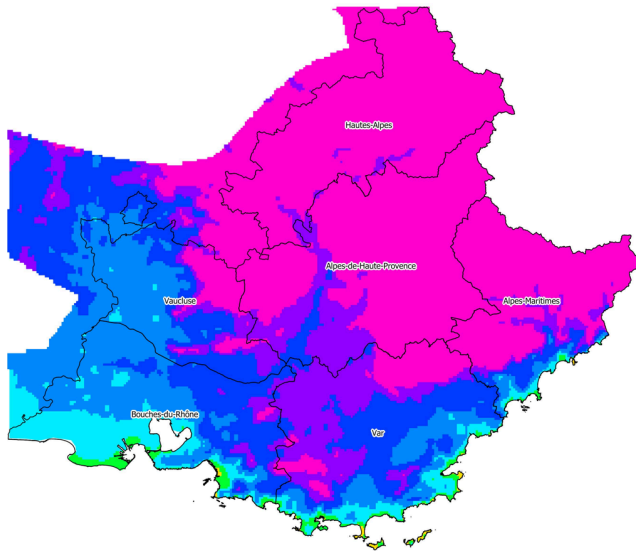 Hautes-Alpes
Alpes-de-Haute-Provence
Vaucluse
Alpes-Maritimes
Bouches-du-Rhône
Var